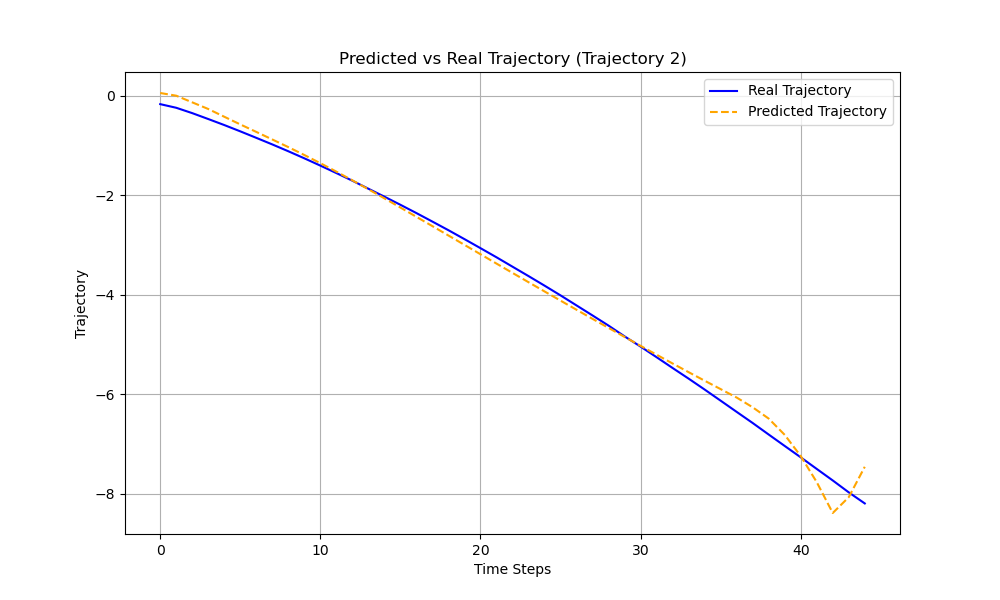 Predicted vs Real Trajectory (Trajectory 2)
Real Trajectory
Predicted Trajectory
Trajectory
0
−2
−4
−6
−8
0 10 20 30 40
Time Steps